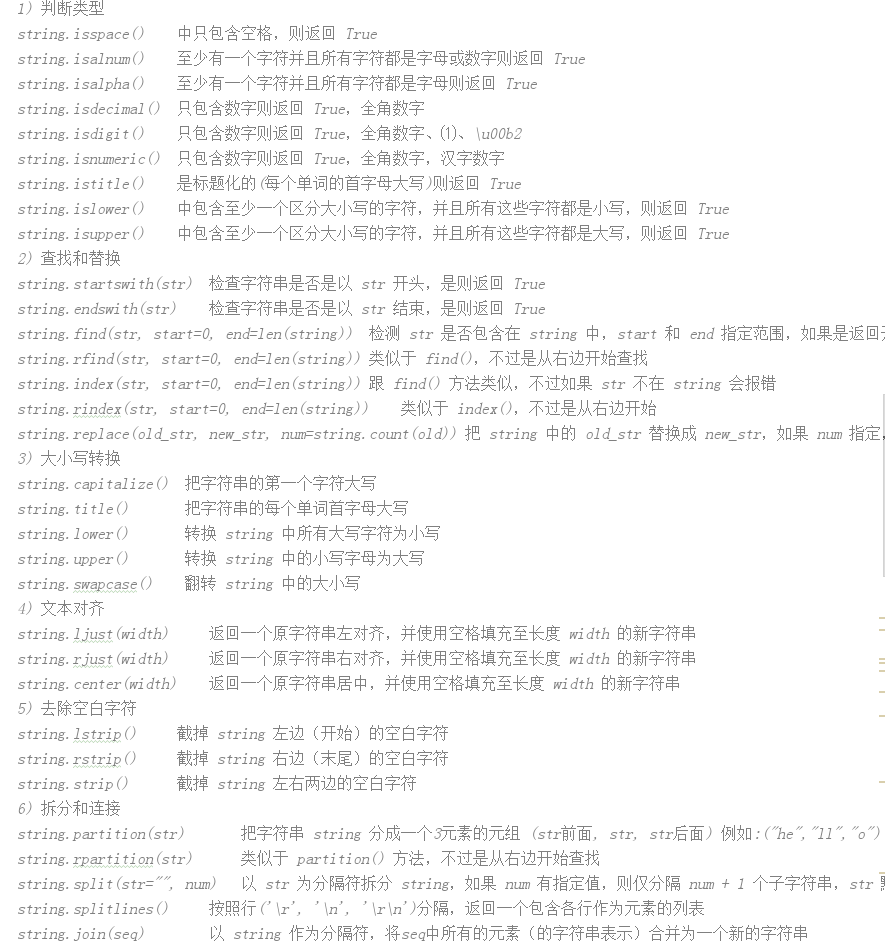 1) 判断类型
string.isspace() 中只包含空格，则返回 True
string.isalnum() 至少有一个字符并且所有字符都是字母或数字则返回 True
string.isalpha() 至少有一个字符并且所有字符都是字母则返回 True
string.isdecimal() 只包含数字则返回 True，全角数字
string.isdigit() 只包含数字则返回 True，全角数字、⑴、\u00b2
string.isnumeric() 只包含数字则返回 True，全角数字，汉字数字
string.istitle() 是标题化的(每个单词的首字母大写)则返回 True
string.islower() 中包含至少一个区分大小写的字符，并且所有这些字符都是小写，则返回 True
string.isupper() 中包含至少一个区分大小写的字符，并且所有这些字符都是大写，则返回 True
2) 查找和替换
string.startswith(str) 检查字符串是否是以 str 开头，是则返回 True
string.endswith(str) 检查字符串是否是以 str 结束，是则返回 True
string.find(str, start=0, end=len(string)) 检测 str 是否包含在 string 中，start 和 end 指定范围，如果是返回
string.rfind(str, start=0, end=len(string)) 类似于 find()，不过是从右边开始查找
string.index(str, start=0, end=len(string)) 跟 find() 方法类似，不过如果 str 不在 string 会报错
string.rindex(str, start=0, end=len(string)) 类似于 index()，不过是从右边开始
string.replace(old_str, new_str, num=string.count(old)) 把 string 中的 old_str 替换成 new_str，如果 num 指定，
3) 大小写转换
string.capitalize() 把字符串的第一个字符大写
string.title() 把字符串的每个单词首字母大写
string.lower() 转换 string 中所有大写字符为小写
string.upper() 转换 string 中的小写字母为大写
string.swapcase() 翻转 string 中的大小写
4) 文本对齐
string.ljust(width) 返回一个原字符串左对齐，并使用空格填充至长度 width 的新字符串
string.rjust(width) 返回一个原字符串右对齐，并使用空格填充至长度 width 的新字符串
string.center(width) 返回一个原字符串居中，并使用空格填充至长度 width 的新字符串
5) 去除空白字符
string.lstrip() 截掉 string 左边（开始）的空白字符
string.rstrip() 截掉 string 右边（末尾）的空白字符
string.strip() 截掉 string 左右两边的空白字符
6) 拆分和连接
string.partition(str) 把字符串 string 分成一个3元素的元组 (str前面, str, str后面) 例如:("he","ll","o")
string.rpartition(str) 类似于 partition() 方法，不过是从右边开始查找
string.split(str="", num) 以 str 为分隔符拆分 string，如果 num 有指定值，则仅分隔 num + 1 个子字符串，str
string.splitlines() 按照行('\r', '\n', '\r\n')分隔，返回一个包含各行作为元素的列表
string.join(seq) 以 string 作为分隔符，将seq中所有的元素（的字符串表示）合并为一个新的字符串